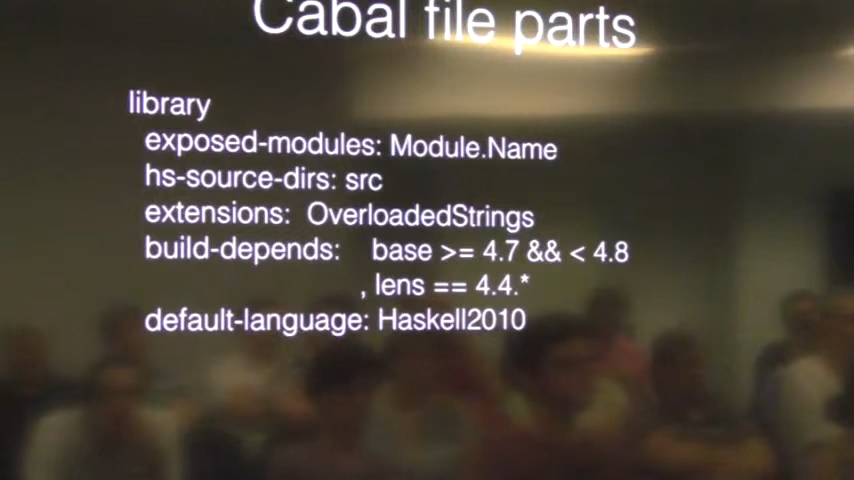 Cabal file parts
library
exposed-modules: Module.Name
hs-source-dirs: src
extensions: OverloadedStrings
build-depends: base >= 4.7 && < 4.8
, lens == 4.4.*
default-language: Haskell2010